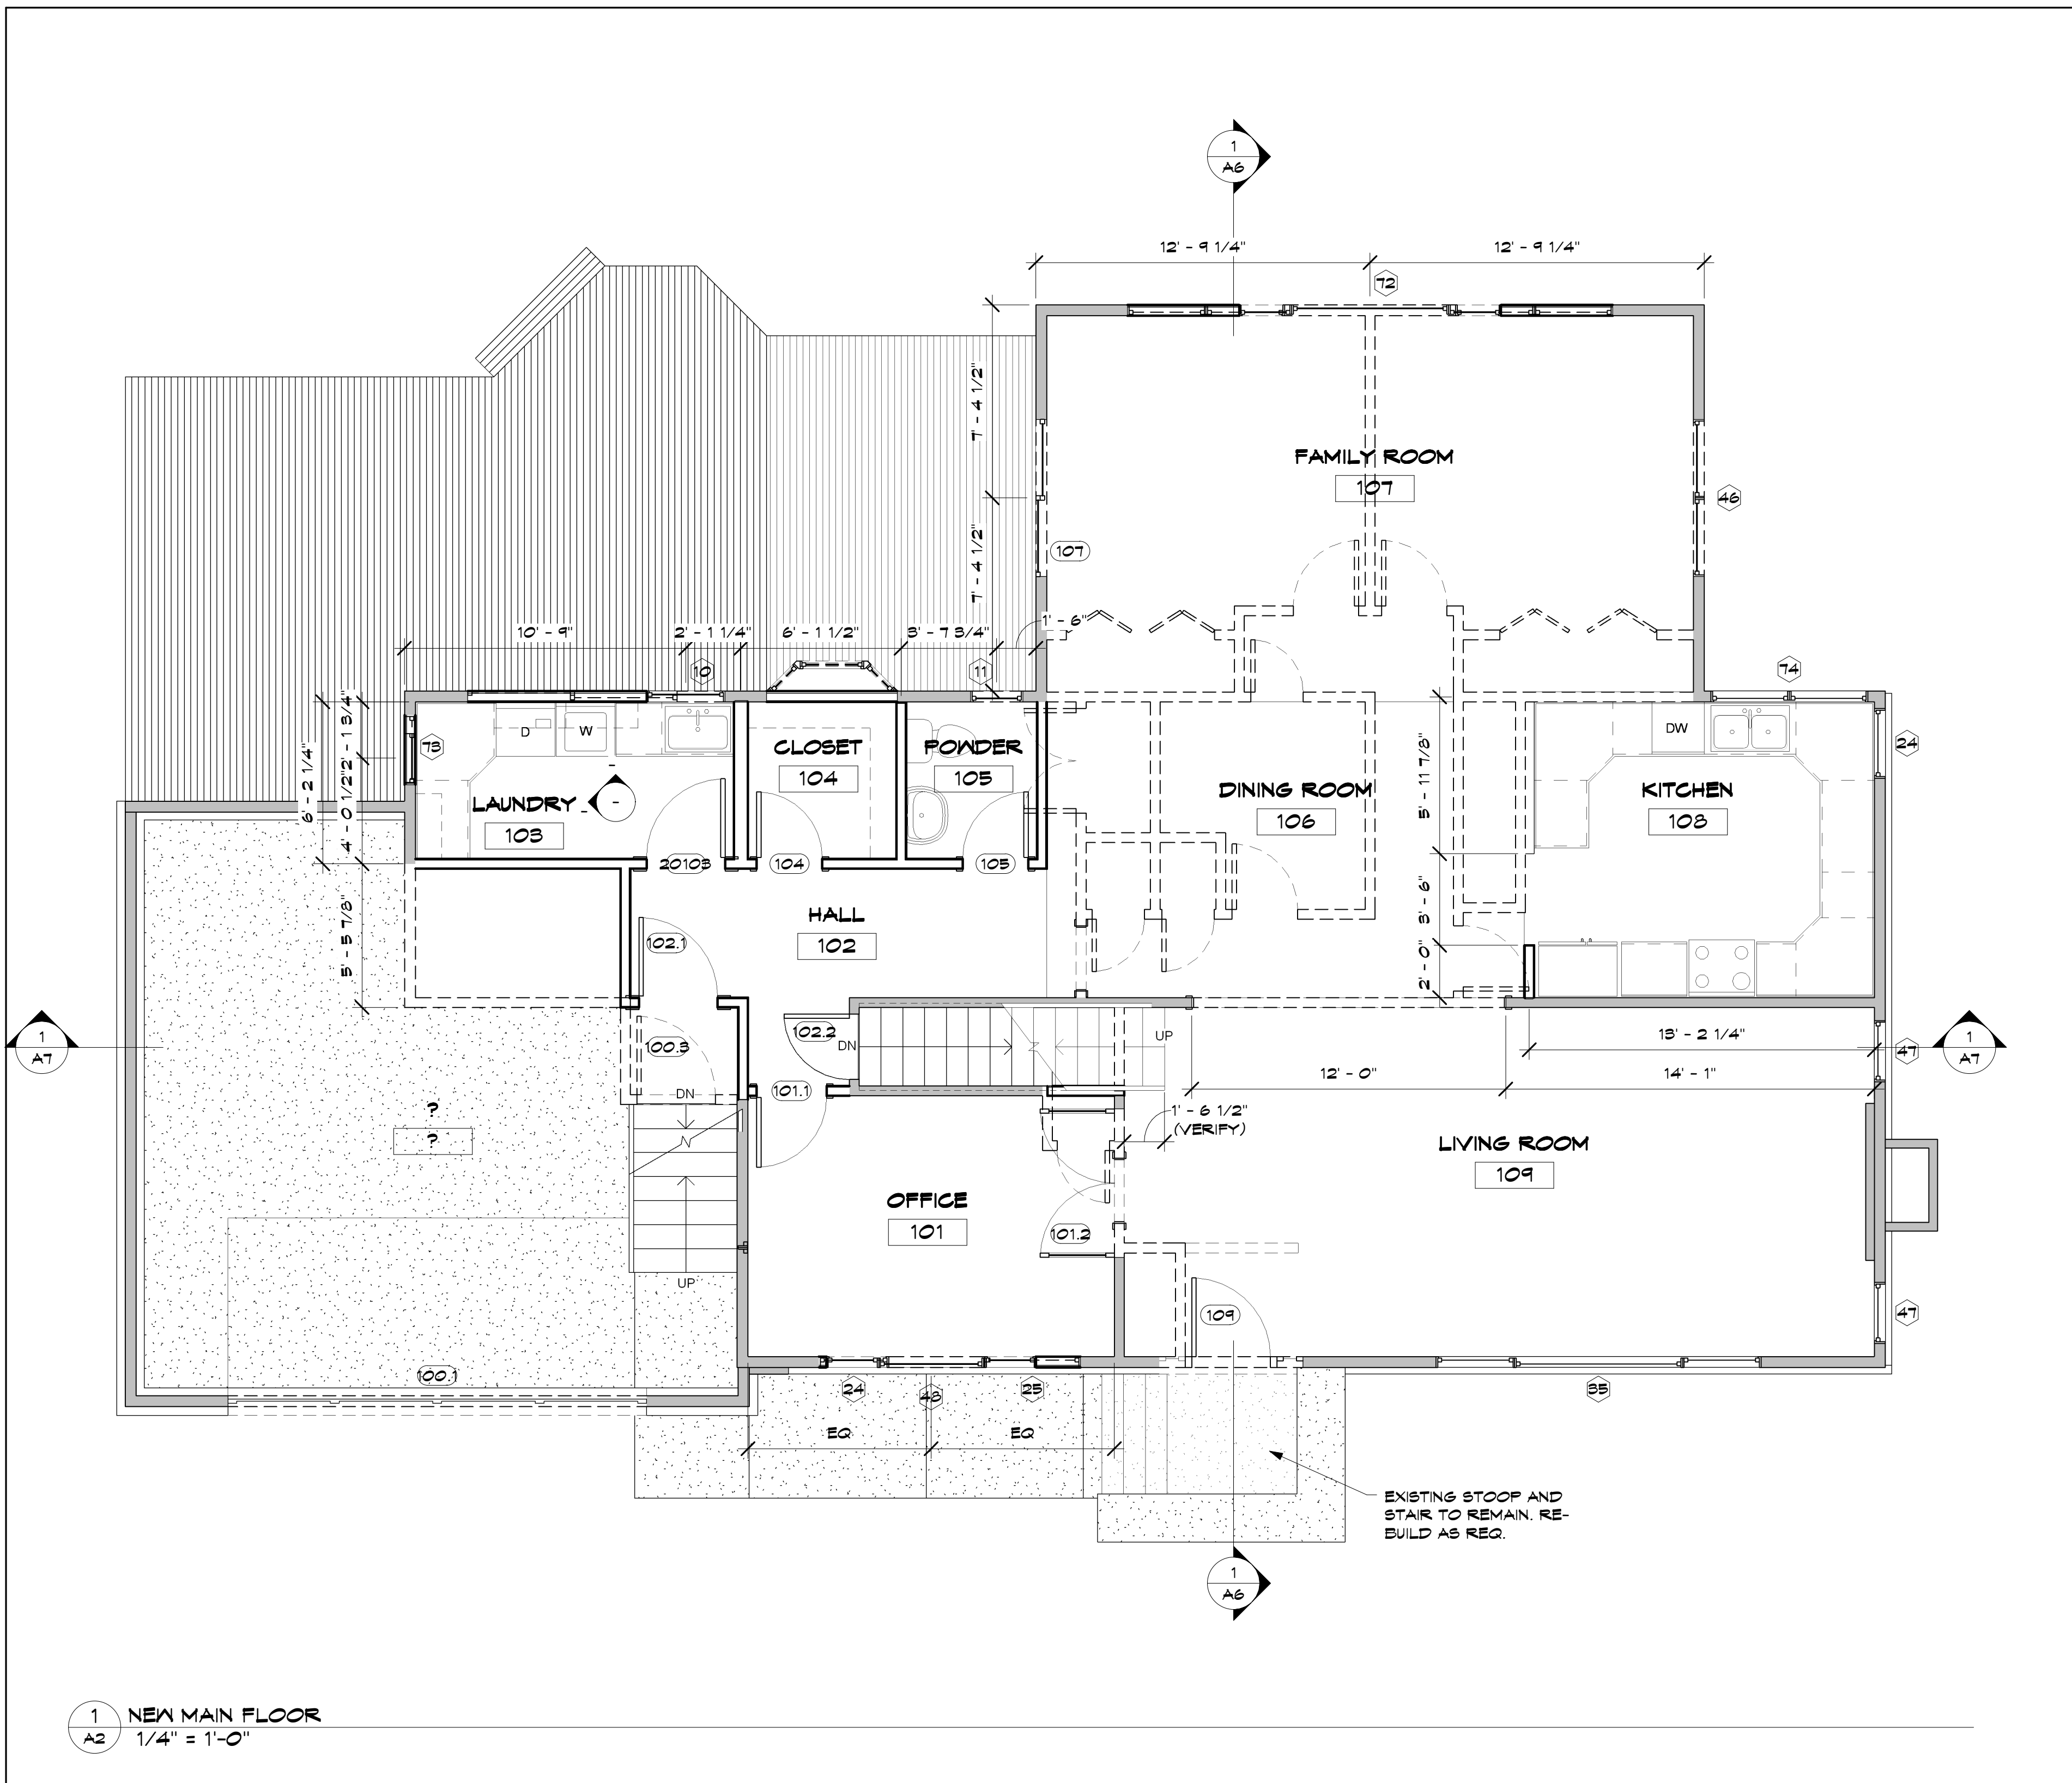 1
A6
12' - 9 1/4"
12' - 9 1/4"
72
7' - 4 1/2"
7' - 4 1/2"
FAMILY ROOM
107
46
107
10' - 9"
2' - 1 1/4"
6' - 1 1/2"
3' - 7 3/4"
1' - 6"
10
11
74
6' - 2 1/4"
2' - 1 3/4"
4' - 0 1/2"
5' - 5 7/8"
73
D
W
LAUNDRY
103
-
-
-
CLOSET
104
POWDER
105
DINING ROOM
106
5' - 11 7/8"
3' - 6"
2' - 0"
DW
KITCHEN
108
24
20103
104
105
HALL
102
102.1
1
A7
100.3
DN
102.2
DN
UP
101.1
13' - 2 1/4"
12' - 0"
14' - 1"
47
1
A7
1' - 6 1/2"
(VERIFY)
?
?
LIVING ROOM
109
OFFICE
101
101.2
UP
109
47
100.1
24
48
25
35
EQ
EQ
EXISTING STOOP AND
STAIR TO REMAIN. RE-
BUILD AS REQ.
1
A6
1
A2
NEW MAIN FLOOR
1/4" = 1'-0"